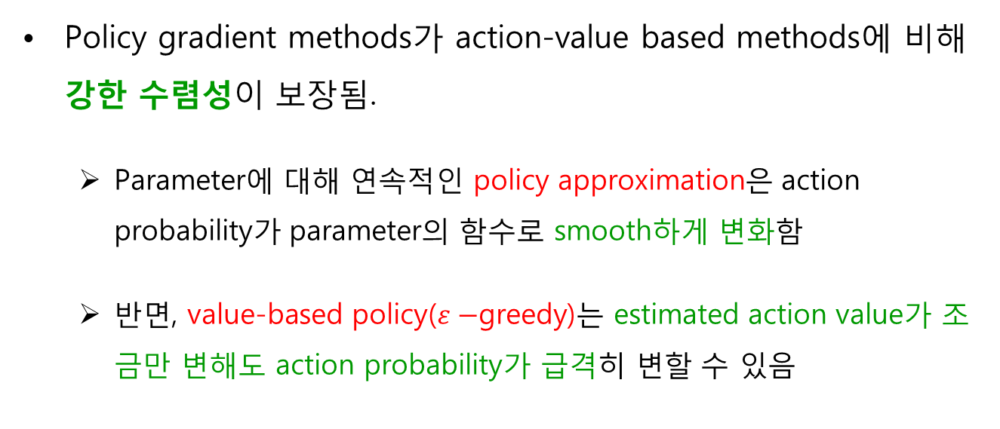 • Policy gradient methods가 action-value based methods에 비해
강한 수렴성이 보장됨.
➢ Parameter에 대해 연속적인 policy approximation은 action
probability가 parameter의 함수로 smooth하게 변화함
➢ 반면, value-based policy(ε −greedy)는 estimated action value가 조
금만 변해도 action probability가 급격히 변할 수 있음